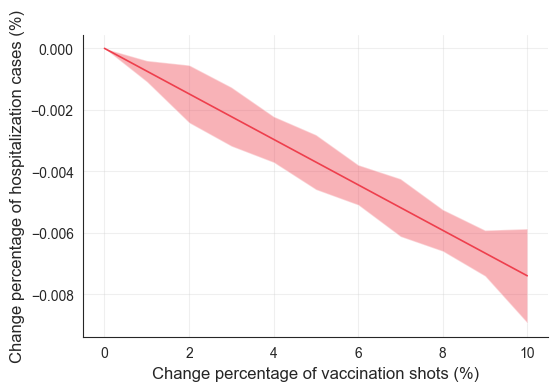 Change percentage of hospitalization cases (%)
0.000
−0.002
−0.004
−0.006
−0.008
0 2 4 6 8 10
Change percentage of vaccination shots (%)